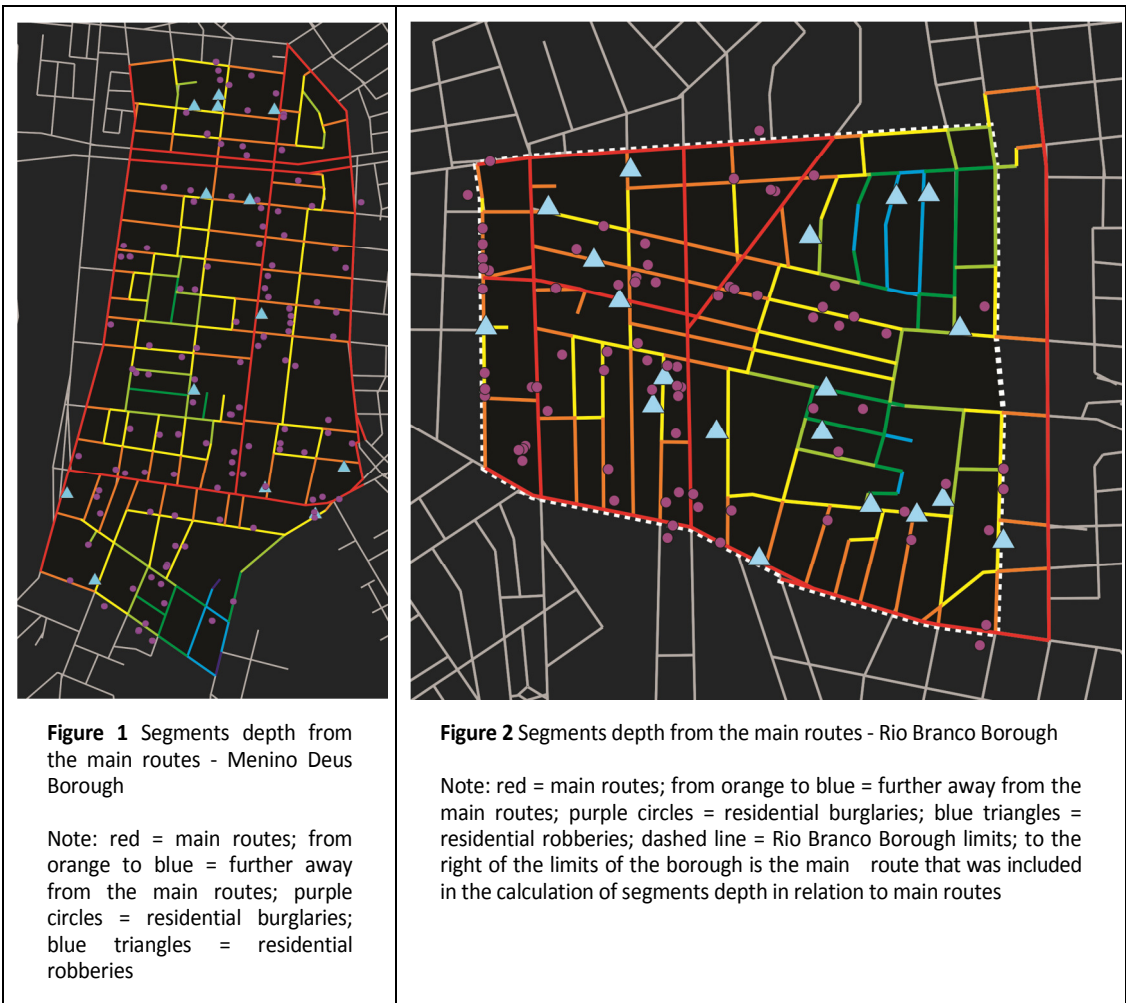 Figure 1 Segments depth from
the main routes - Menino Deus
Borough
Note: red = main routes; from
orange to blue = further away
from the main routes; purple
circles = residential burglaries;
blue triangles = residential
robberies
Figure 2 Segments depth from the main routes - Rio Branco Borough
Note: red = main routes; from orange to blue = further away from the
main routes; purple circles = residential burglaries; blue triangles =
residential robberies; dashed line = Rio Branco Borough limits; to the
right of the limits of the borough is the main route that was included
in the calculation of segments depth in relation to main routes